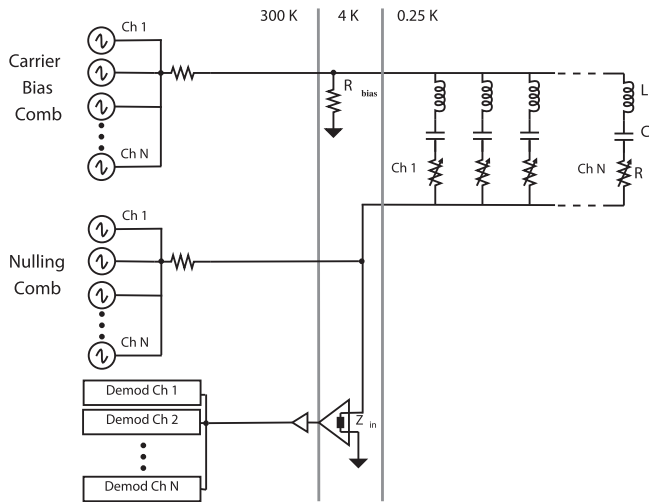 300 K
4 K
0.25 K
Carrier
Bias
Comb
Ch 1
Ch N
R bias
L
C
R
Ch 1
Ch N
Nulling
Comb
Ch 1
Ch N
Demod Ch 1
Demod Ch 2
Demod Ch N
Z in